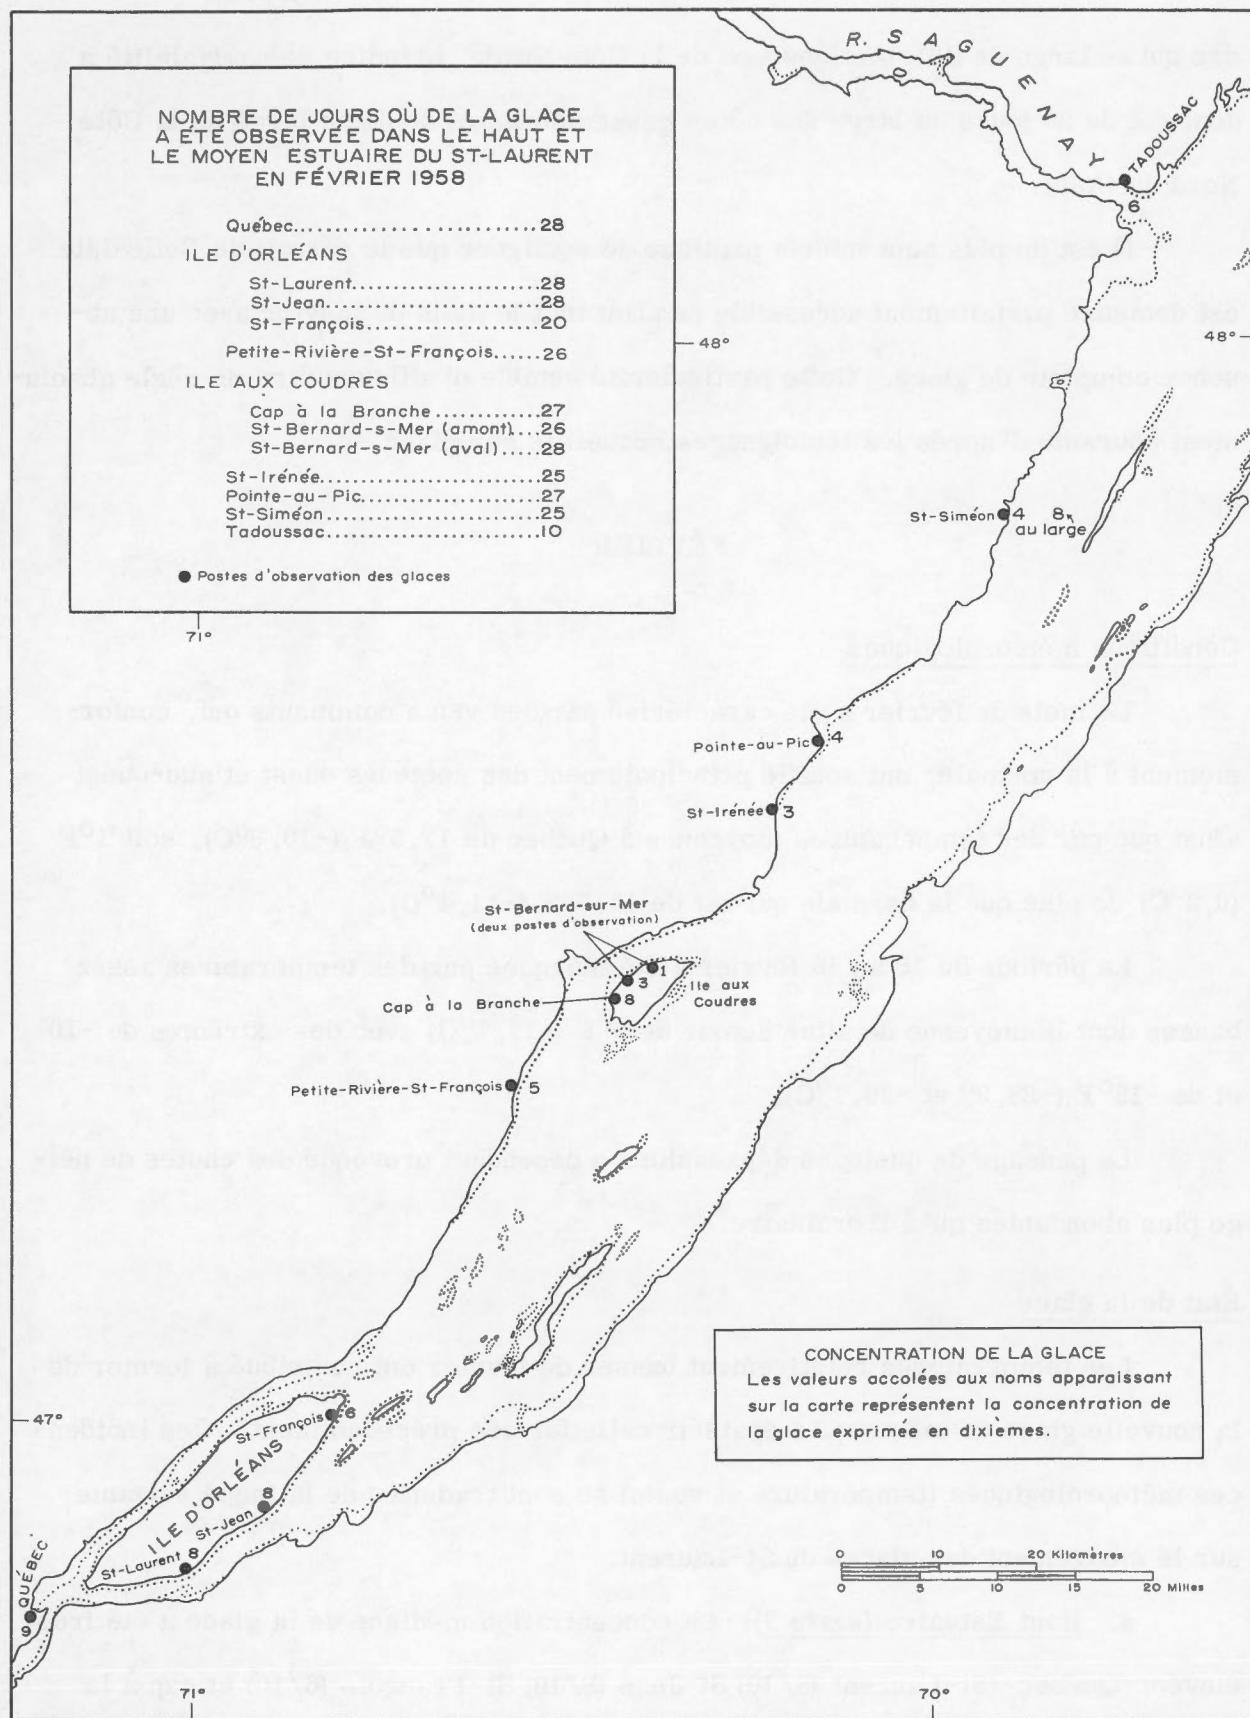 NOMBRE DE JOURS OÙ DE LA GLACE
A ÉTÉ OBSERVÉE DANS LE HAUT ET
LE MOYEN ESTUAIRE DU ST-LAURENT
EN FÉVRIER 1958
Québec..............................28
ILE D'ORLÉANS
St-Laurent.......................28
St-Jean...........................28
St-François.....................20
Petite-Rivière-St-François......26
ILE AUX COUDRES
Cap à la Branche............27
St-Bernard-s-Mer (amont)..26
St-Bernard-s-Mer (aval)....28
St-Irénée..........................25
Pointe-au-Pic....................27
St-Siméon........................25
Tadoussac........................10
● Postes d'observation des glaces
R. SAGUENAY
TADOUSSAC
6
48°
48°
St-Siméon 4 8
au large
71°
Pointe-au-Pic 4
St-Irénée 3
St-Bernard-sur-Mer
(deux postes d'observation)
1
3
Ile aux
Coudres
Cap à la Branche 8
Petite-Rivière-St-François 5
CONCENTRATION DE LA GLACE
Les valeurs accolées aux noms apparaissant
sur la carte représentent la concentration de
la glace exprimée en dixièmes.
47°
St-François 6
ILE D'ORLÉANS
St-Jean 8
St-Laurent 8
QUÉBEC
9
0 10 20 Kilomètres
0 5 10 15 20 Milles
71°
70°